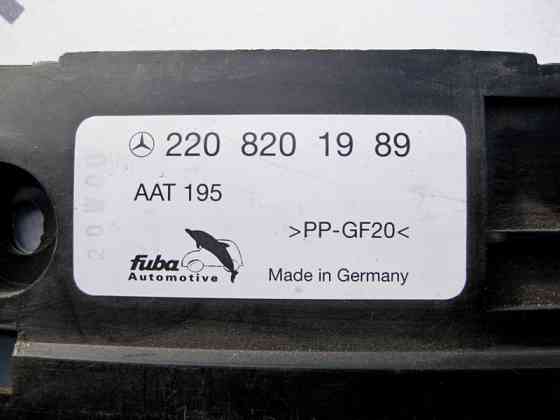 220 820 19 89
AAT 195
>PP-GF20<
fuba
Automotive
Made in Germany